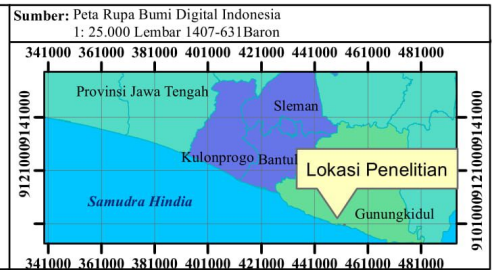 Sumber: Peta Rupa Bumi Digital Indonesia
1: 25.000 Lembar 1407-631Baron
341000 361000 381000 401000 421000 441000 461000 481000
Provinsi Jawa Tengah
Sleman
Kulonprogo Bantul
Lokasi Penelitian
Samudra Hindia
Gunungkidul
9101000 9121000 9141000
9101000 9121000 9141000
341000 361000 381000 401000 421000 441000 461000 481000